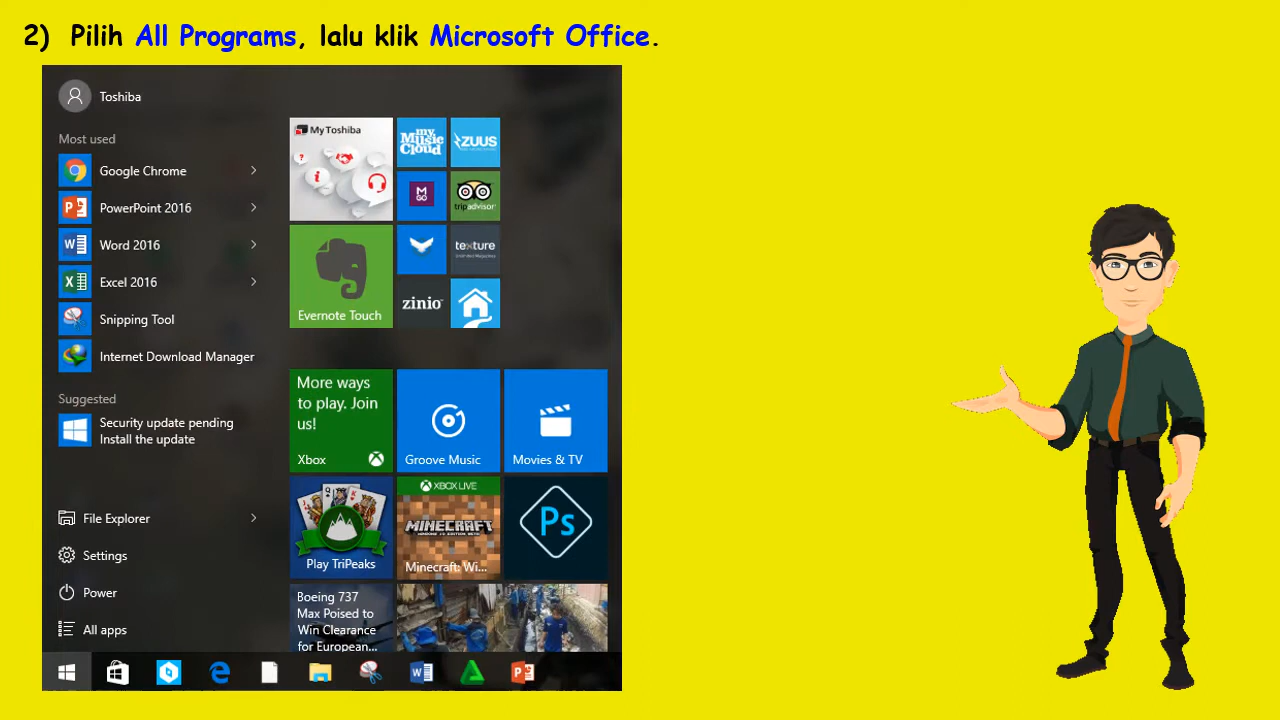 2) Pilih All Programs, lalu klik Microsoft Office.
Toshiba
Most used
Google Chrome
PowerPoint 2016
Word 2016
Excel 2016
Snipping Tool
Internet Download Manager
Suggested
Security update pending
Install the update
File Explorer
Settings
Power
All apps
My Toshiba
my Music Cloud
ZUUS
M GO
tripadvisor
texture
zinio
Evernote Touch
More ways
to play. Join
us!
Xbox
Groove Music
Movies & TV
Play TriPeaks
XBOX LIVE
MINECRAFT
Minecraft: Wi...
Ps
Boeing 737
Max Poised to
Win Clearance
for European...